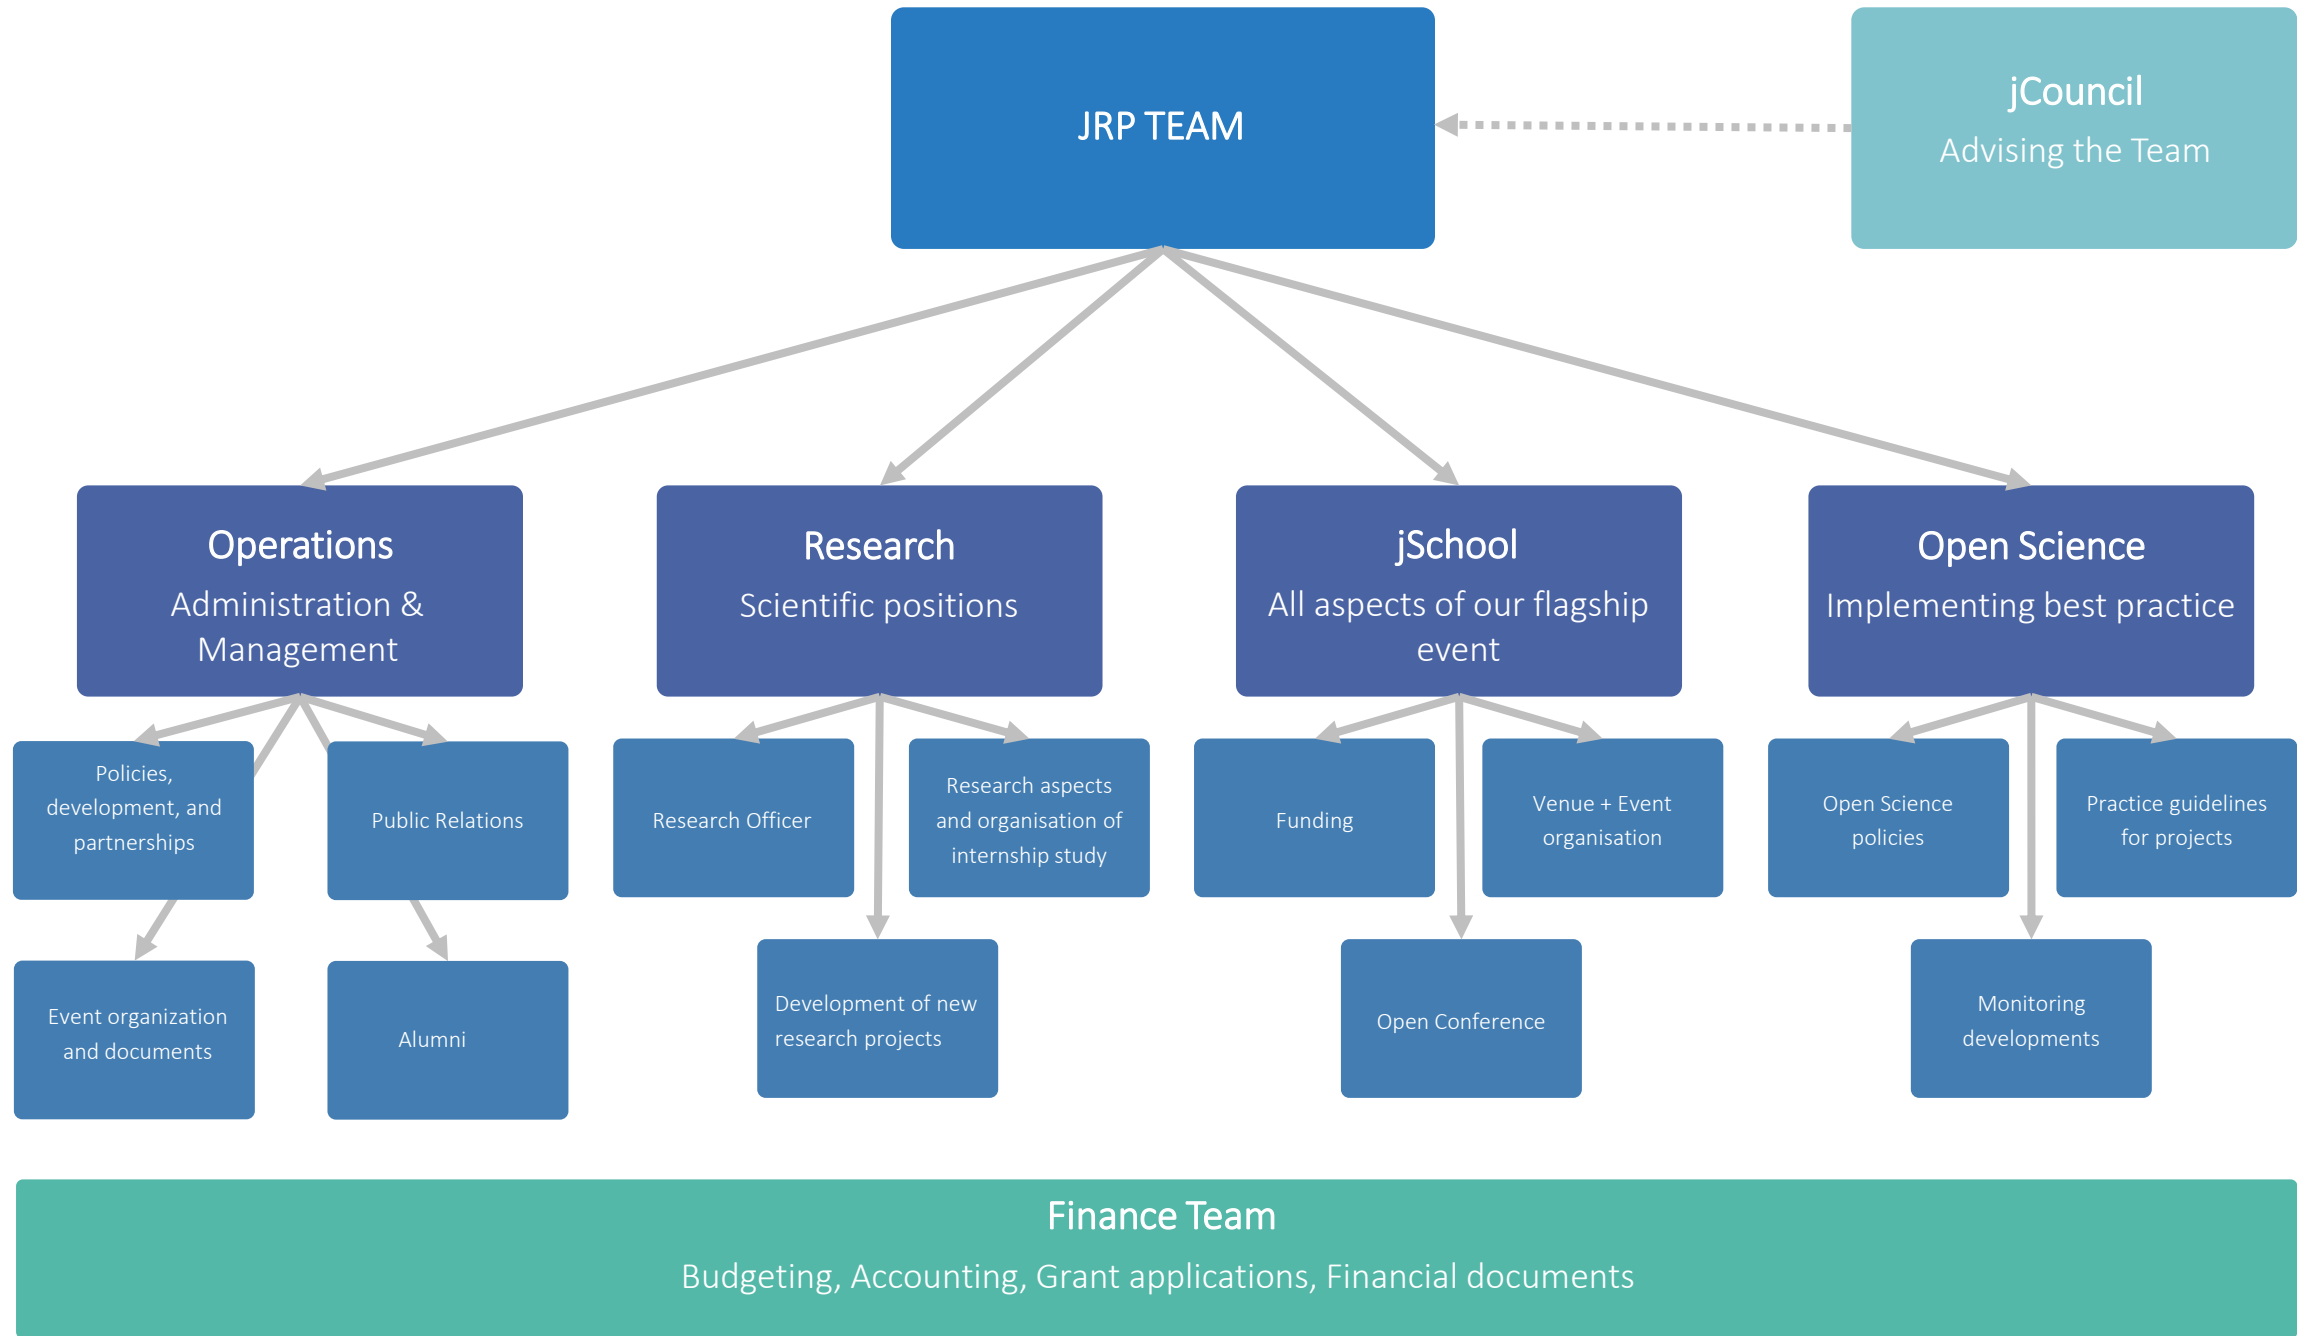 JRP TEAM
jCouncil
Advising the Team
Operations
Administration &
Management
Research
Scientific positions
jSchool
All aspects of our flagship
event
Open Science
Implementing best practice
Policies,
development, and
partnerships
Public Relations
Research Officer
Research aspects
and organisation of
internship study
Funding
Venue + Event
organisation
Open Science
policies
Practice guidelines
for projects
Event organization
and documents
Alumni
Development of new
research projects
Open Conference
Monitoring
developments
Finance Team
Budgeting, Accounting, Grant applications, Financial documents